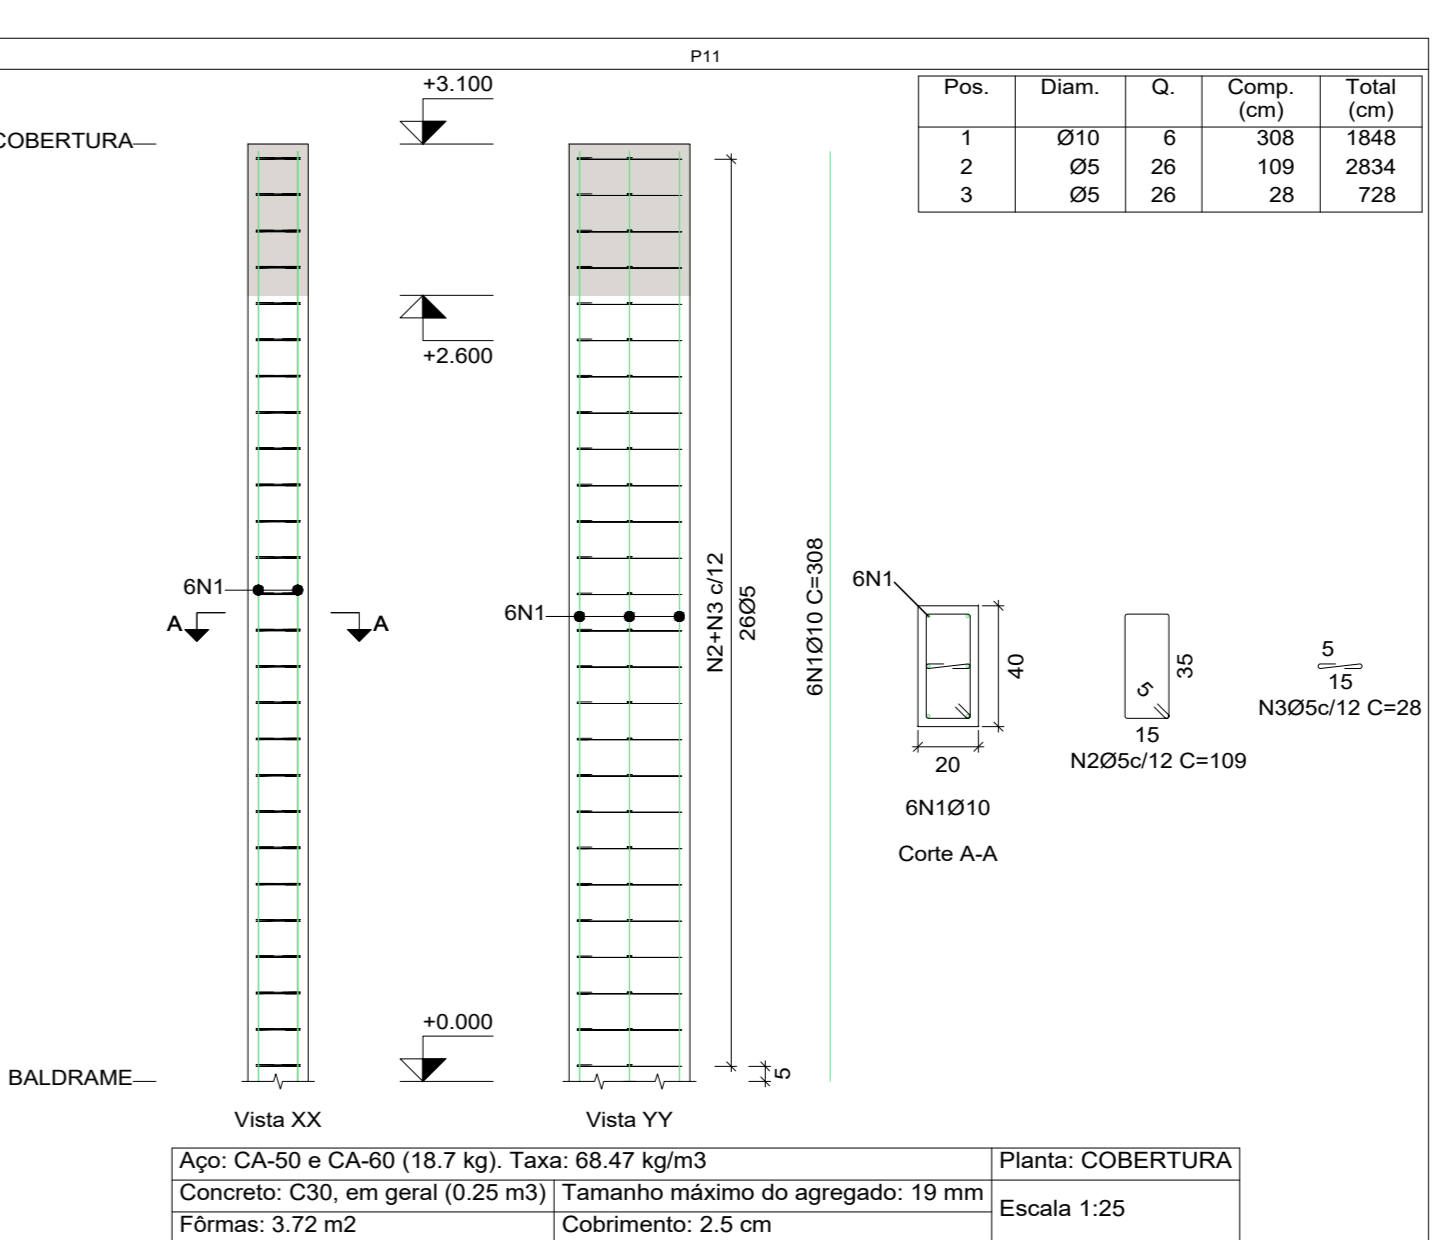 P11
Pos. Diam. Q. Comp. (cm) Total (cm)
1 Ø10 6 308 1848
2 Ø5 26 109 2834
3 Ø5 26 28 728
COBERTURA
+3.100
+2.600
6N1
A A
6N1
N2+N3 c/12
26Ø5
6N1Ø10 C=308
6N1
40
20
6N1Ø10
Corte A-A
35
5
15
N2Ø5c/12 C=109
5
15
N3Ø5c/12 C=28
+0.000
5
BALDRAME
Vista XX
Vista YY
Aço: CA-50 e CA-60 (18.7 kg). Taxa: 68.47 kg/m3
Planta: COBERTURA
Concreto: C30, em geral (0.25 m3)
Tamanho máximo do agregado: 19 mm
Escala 1:25
Fôrmas: 3.72 m2
Cobrimento: 2.5 cm